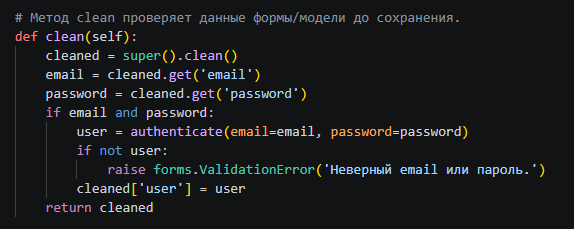 # Метод clean проверяет данные формы/модели до сохранения.
def clean(self):
    cleaned = super().clean()
    email = cleaned.get('email')
    password = cleaned.get('password')
    if email and password:
        user = authenticate(email=email, password=password)
        if not user:
            raise forms.ValidationError('Неверный email или пароль.')
        cleaned['user'] = user
    return cleaned